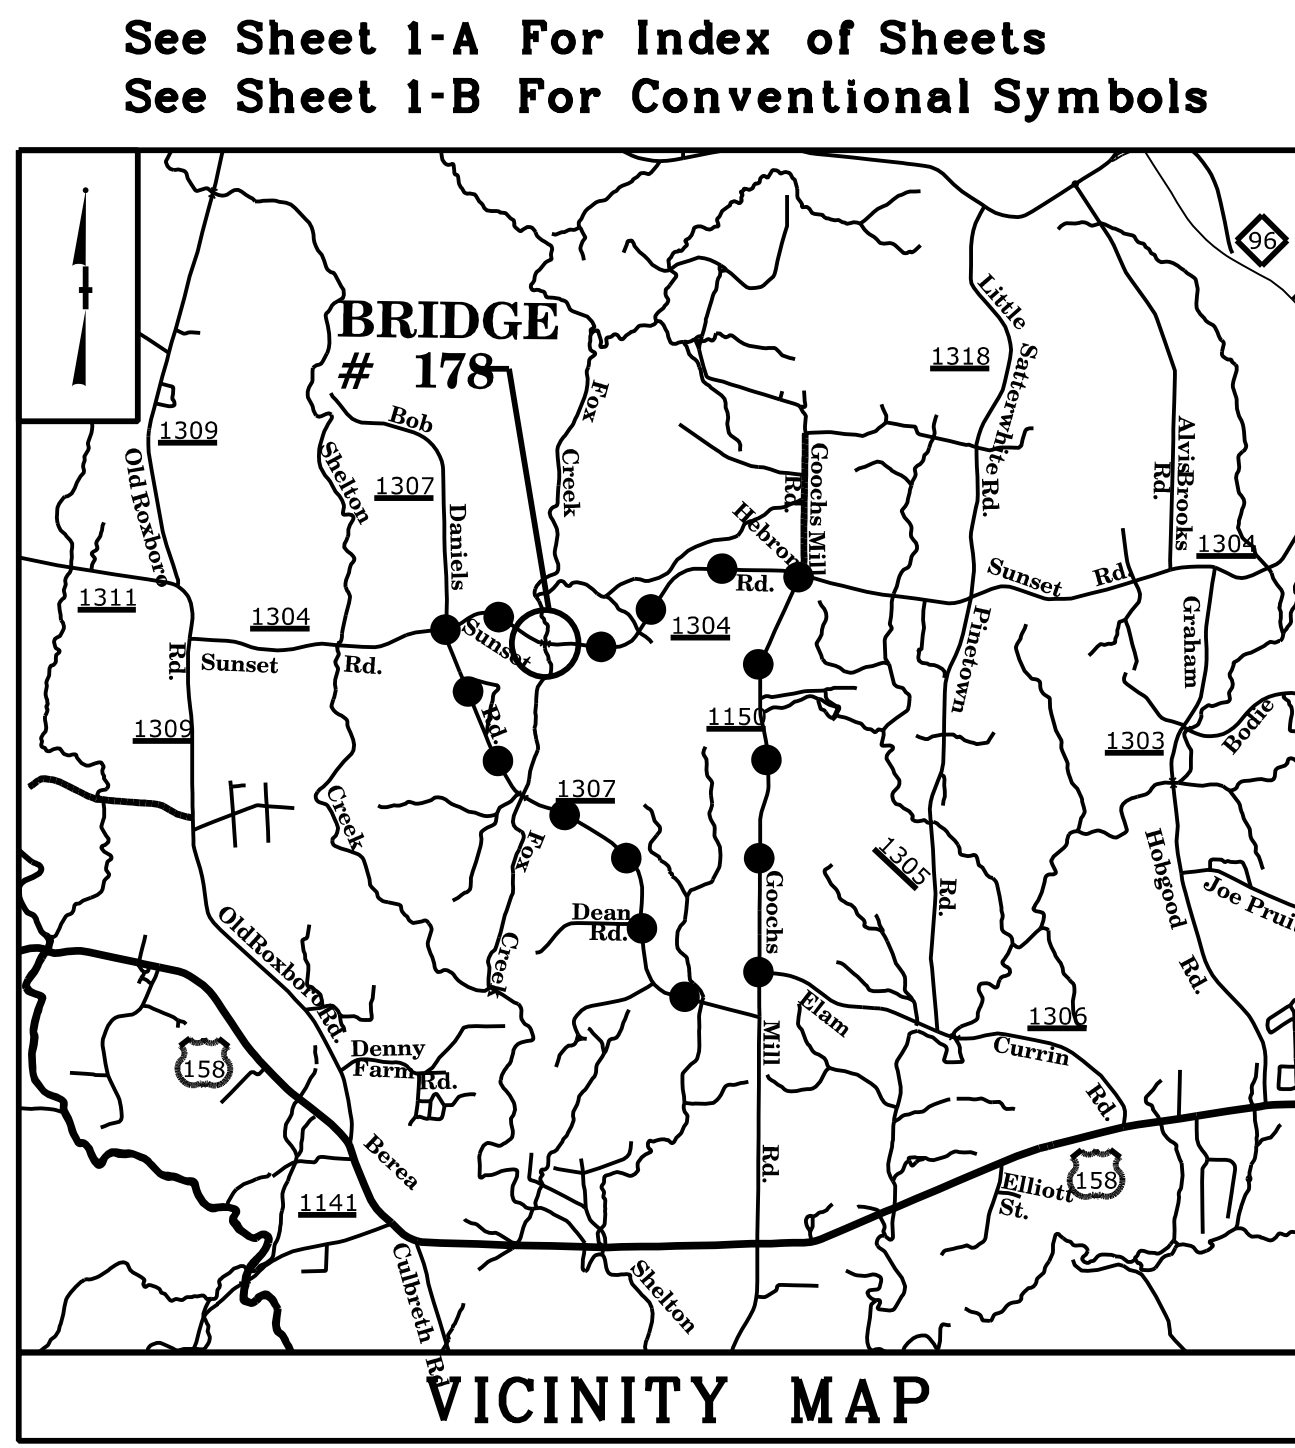 See Sheet 1-A For Index of Sheets
See Sheet 1-B For Conventional Symbols
96
BRIDGE
# 178
Little
Satterwhite Rd.
1318
1309
Old Roxboro
Rd.
Bob
Daniels
1307
Shelton
Fox
Creek
Goochs Mill
Rd.
Hebron
Rd.
Alvis Brooks
Rd.
1304
1311
1304
Sunset
Rd.
Sunset
Rd.
1304
Sunset
Rd.
Pinetown
Graham
1309
1150
1303
Bodie
Creek
1307
Fox
1305
Rd.
Hobgood
Rd.
Joe Prui
Dean
Rd.
Goochs
Creek
Old Roxboro
Rd.
Elam
1306
Currin
Rd.
Mill
158
Denny
Farm Rd.
Berea
Rd.
158
Elliott
St.
1141
Culbreth
Rd
Shelton
VICINITY MAP